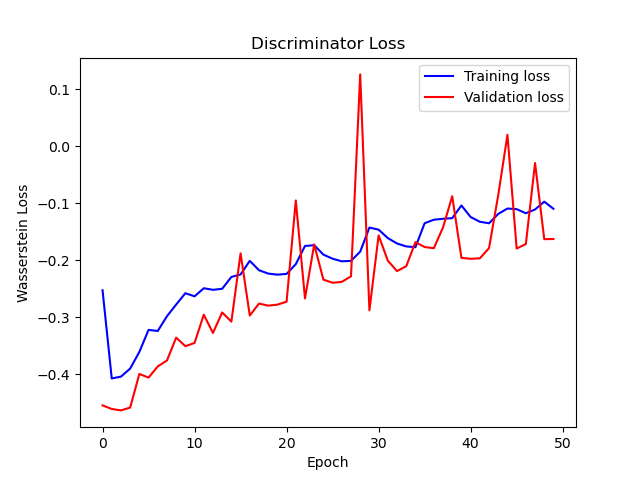 Discriminator Loss
Training loss
Validation loss
Wasserstein Loss
0.1
0.0
−0.1
−0.2
−0.3
−0.4
0 10 20 30 40 50
Epoch